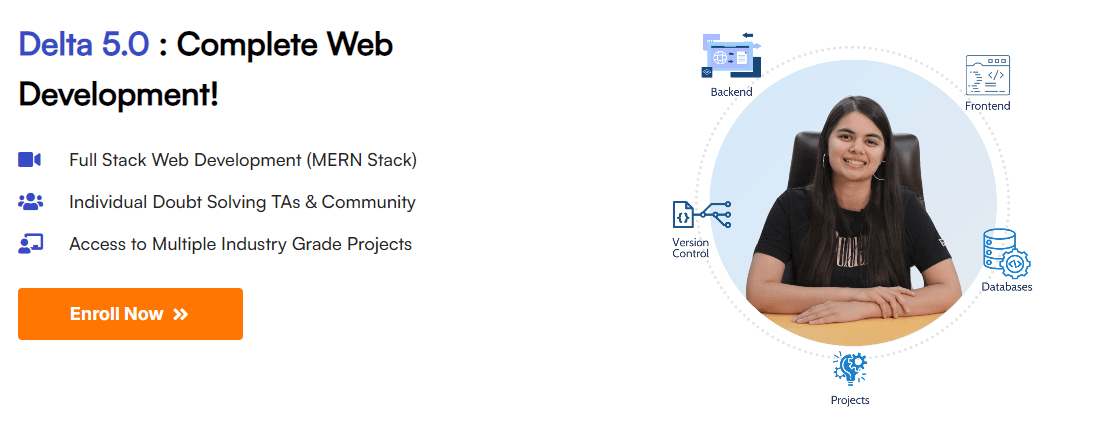 Delta 5.0 : Complete Web
Development!
Full Stack Web Development (MERN Stack)
Individual Doubt Solving TAs & Community
Access to Multiple Industry Grade Projects
Enroll Now
Backend
Frontend
Version
Control
Databases
Projects